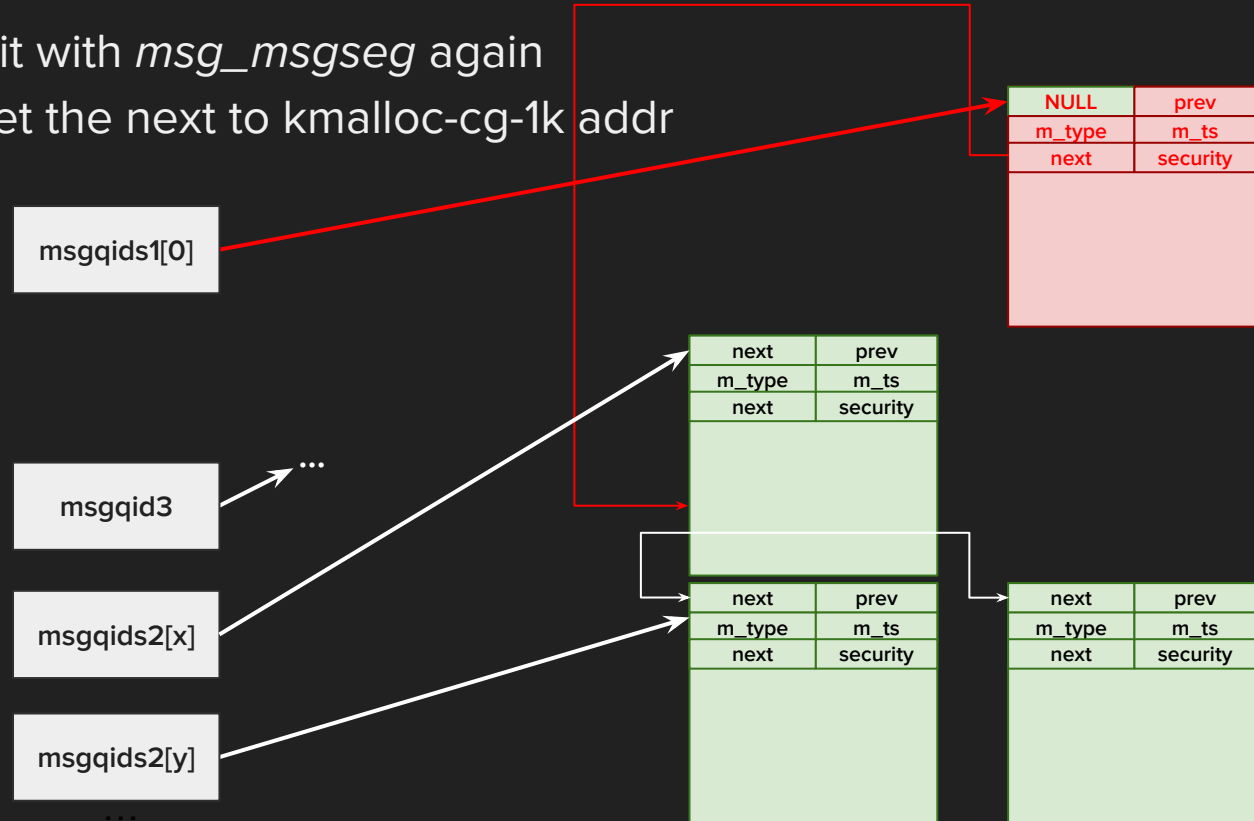 it with msg_msgseg again
et the next to kmalloc-cg-1k addr
NULL prev
m_type m_ts
next security
msgqids1[0]
next prev
m_type m_ts
next security
...
msgqid3
msgqids2[x]
next prev
m_type m_ts
next security
next prev
m_type m_ts
next security
msgqids2[y]
...